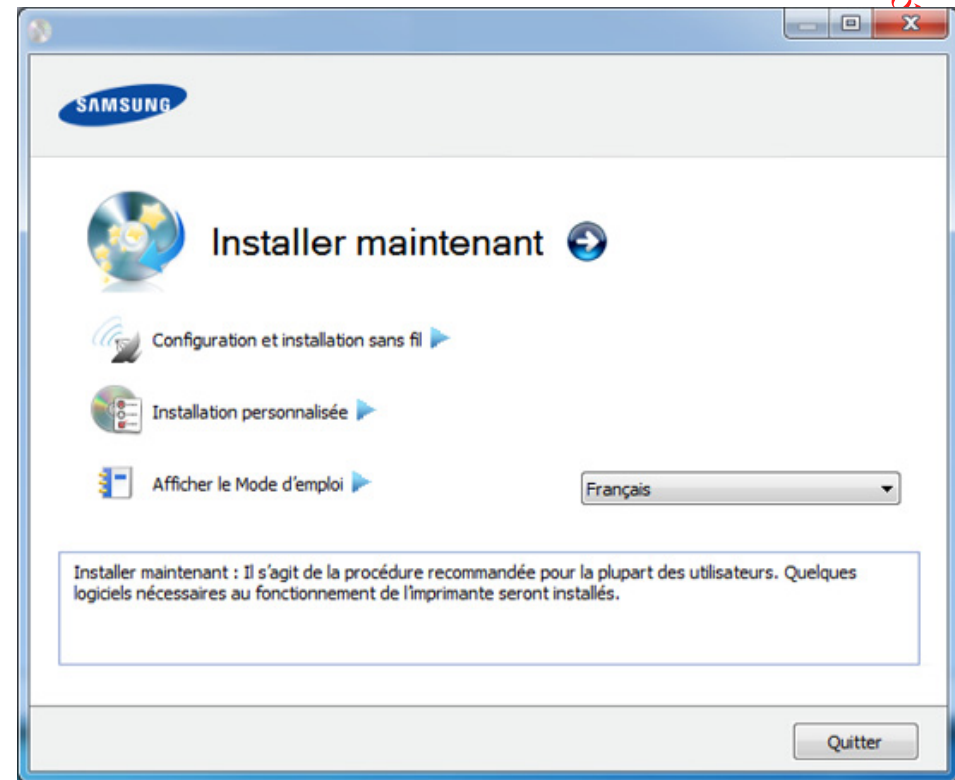 SAMSUNG
Installer maintenant
Configuration et installation sans fil
Installation personnalisée
Afficher le Mode d'emploi
Français
Installer maintenant : Il s'agit de la procédure recommandée pour la plupart des utilisateurs. Quelques
logiciels nécessaires au fonctionnement de l'imprimante seront installés.
Quitter